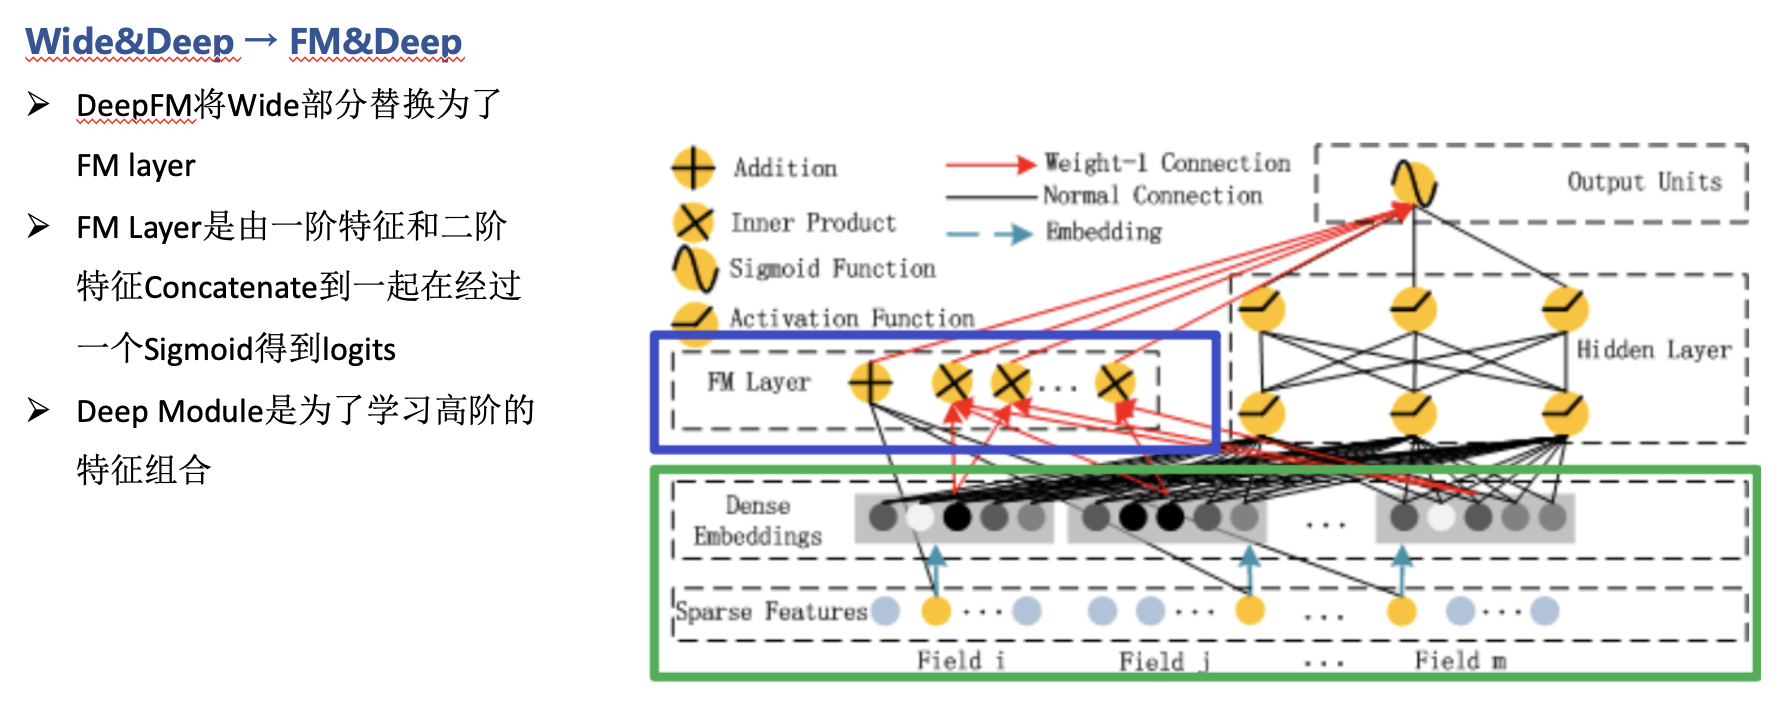 Wide&Deep → FM&Deep
➢ DeepFM将Wide部分替换为了
FM layer
➢ FM Layer是由一阶特征和二阶
特征Concatenate到一起在经过
一个Sigmoid得到logits
➢ Deep Module是为了学习高阶的
特征组合
Addition
Inner Product
Sigmoid Function
Activation Function
Weight-1 Connection
Normal Connection
Embedding
Output Units
Hidden Layer
FM Layer
...
Dense
Embeddings
...
Sparse Features
... ... ... ...
Field i
Field j
...
Field m